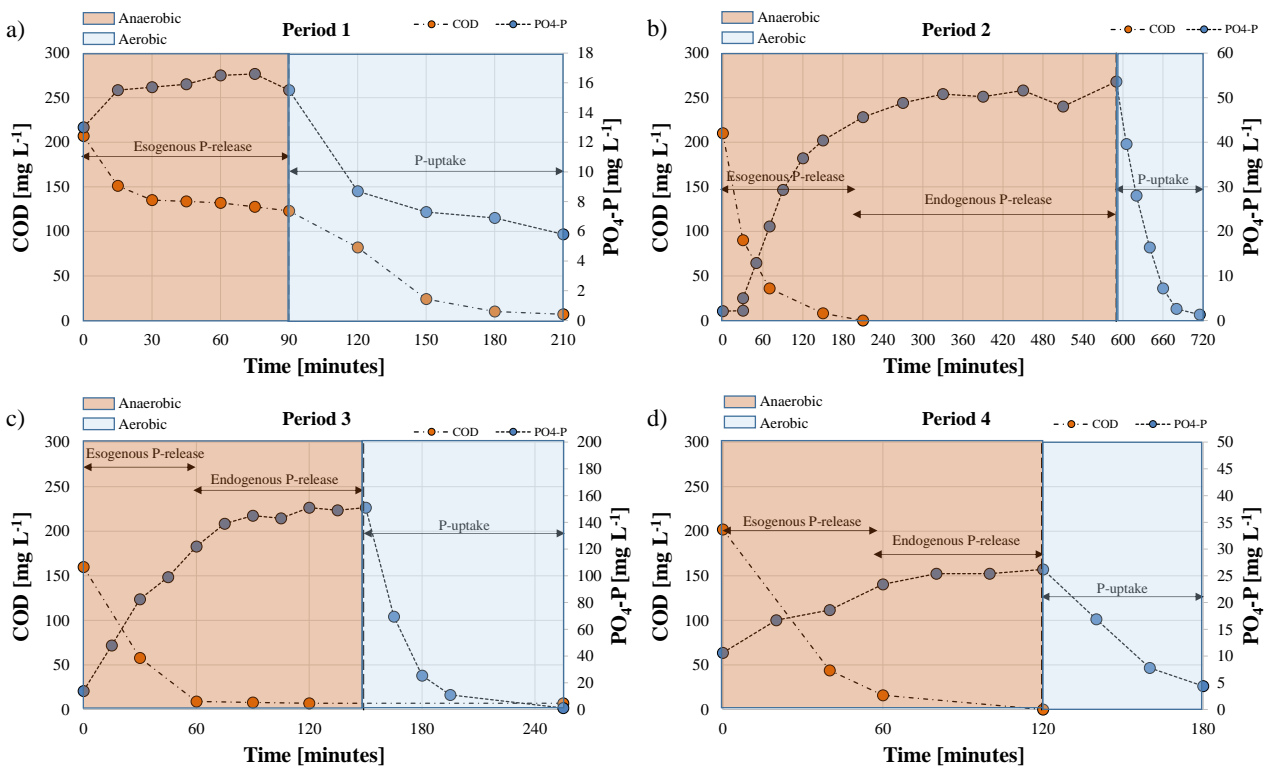 a)
Anaerobic
Aerobic
Period 1
COD PO4-P
300 250 200 150 100 50 0
COD [mg L-1]
18 16 14 12 10 8 6 4 2 0
PO4-P [mg L-1]
Esogenous P-release
P-uptake
0 30 60 90 120 150 180 210
Time [minutes]
b)
Anaerobic
Aerobic
Period 2
COD PO4-P
300 250 200 150 100 50 0
COD [mg L-1]
60 50 40 30 20 10 0
PO4-P [mg L-1]
Esogenous P-release
P-uptake
Endogenous P-release
0 60 120 180 240 300 360 420 480 540 600 660 720
Time [minutes]
c)
Anaerobic
Aerobic
Period 3
COD PO4-P
300 250 200 150 100 50 0
COD [mg L-1]
200 180 160 140 120 100 80 60 40 20 0
PO4-P [mg L-1]
Esogenous P-release
Endogenous P-release
P-uptake
0 60 120 180 240
Time [minutes]
d)
Anaerobic
Aerobic
Period 4
COD PO4-P
300 250 200 150 100 50 0
COD [mg L-1]
50 45 40 35 30 25 20 15 10 5 0
PO4-P [mg L-1]
Esogenous P-release
Endogenous P-release
P-uptake
0 60 120 180
Time [minutes]